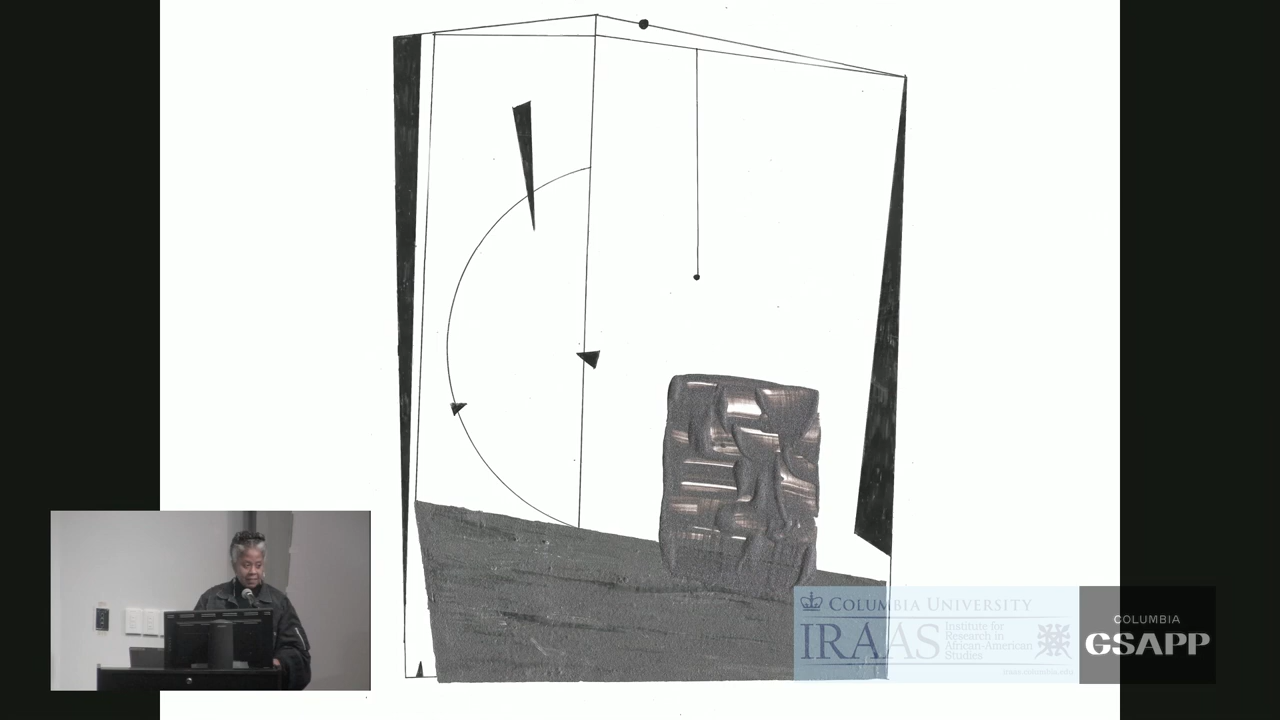 COLUMBIA UNIVERSITY
IRAAS
Institute for
Research in
African-American
Studies
COLUMBIA
GSAPP